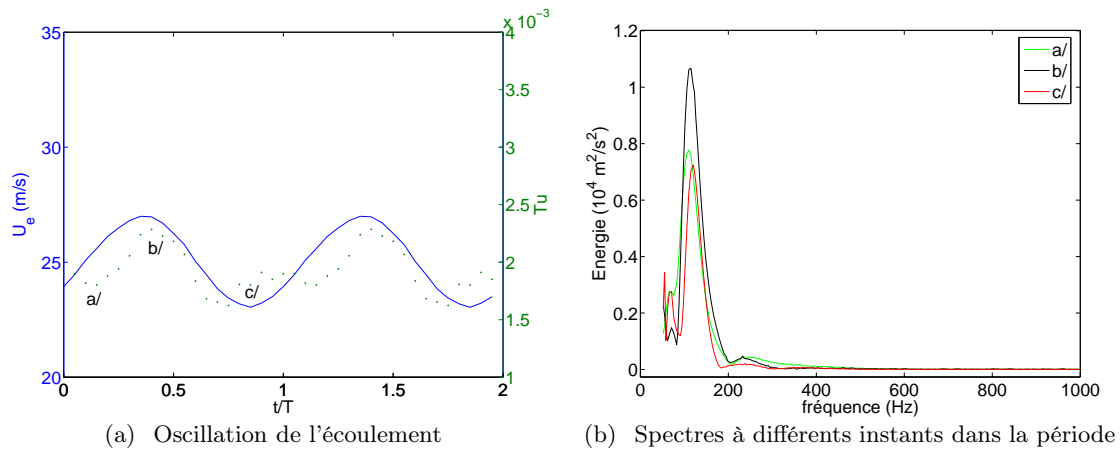 x 10⁻³
35
30
25
20
U_e (m/s)
4
3.5
3
2.5
2
1.5
1
Tu
a/
b/
c/
0
0.5
1
1.5
2
t/T
(a) Oscillation de l'écoulement
1.2
1
0.8
0.6
0.4
0.2
0
Energie (10⁴ m²/s²)
a/
b/
c/
0
200
400
600
800
1000
fréquence (Hz)
(b) Spectres à différents instants dans la période